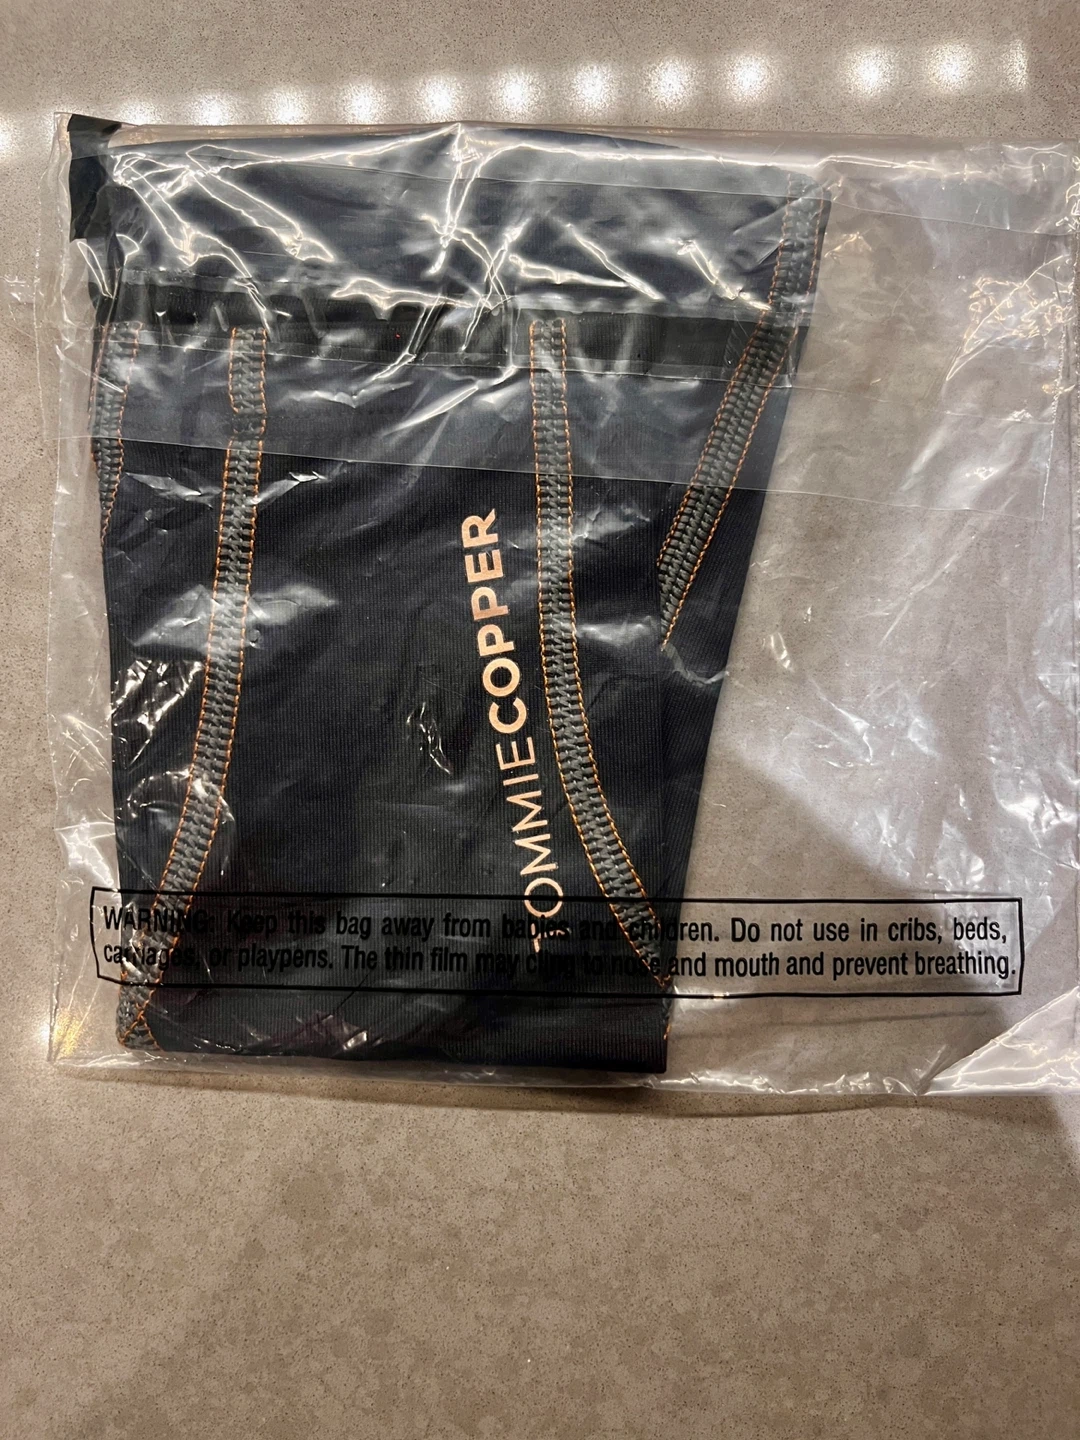 TOMMIECOPPER
WARNING: Keep this bag away from babies and children. Do not use in cribs, beds,
carriages, or playpens. The thin film may cling to nose and mouth and prevent breathing.